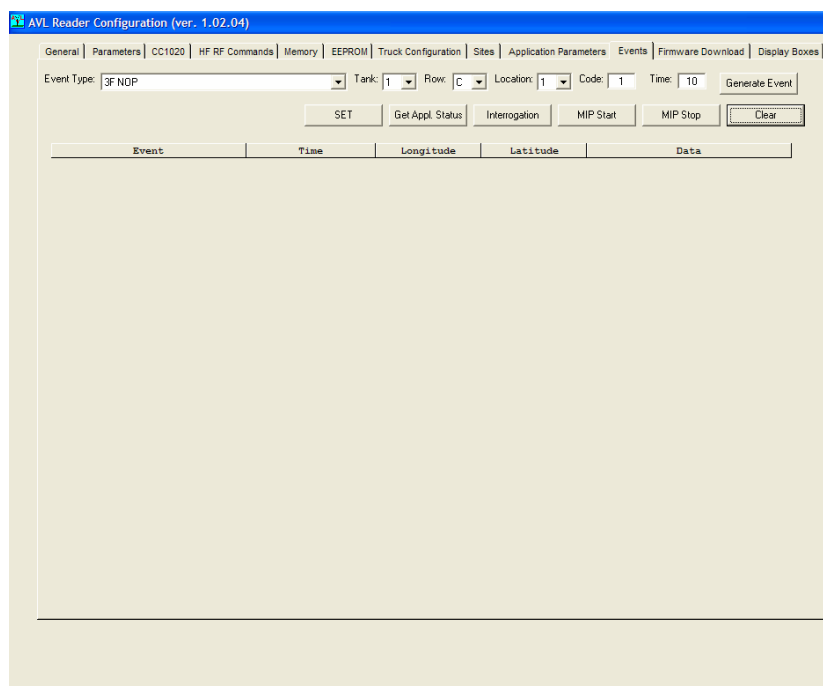 AVL Reader Configuration (ver. 1.02.04)
General Parameters CC1020 HF RF Commands Memory EEPROM Truck Configuration Sites Application Parameters Events Firmware Download Display Boxes
Event Type: 3F NOP Tank: 1 Row: C Location: 1 Code: 1 Time: 10 Generate Event
SET Get Appl. Status Interrogation MIP Start MIP Stop Clear
Event Time Longitude Latitude Data